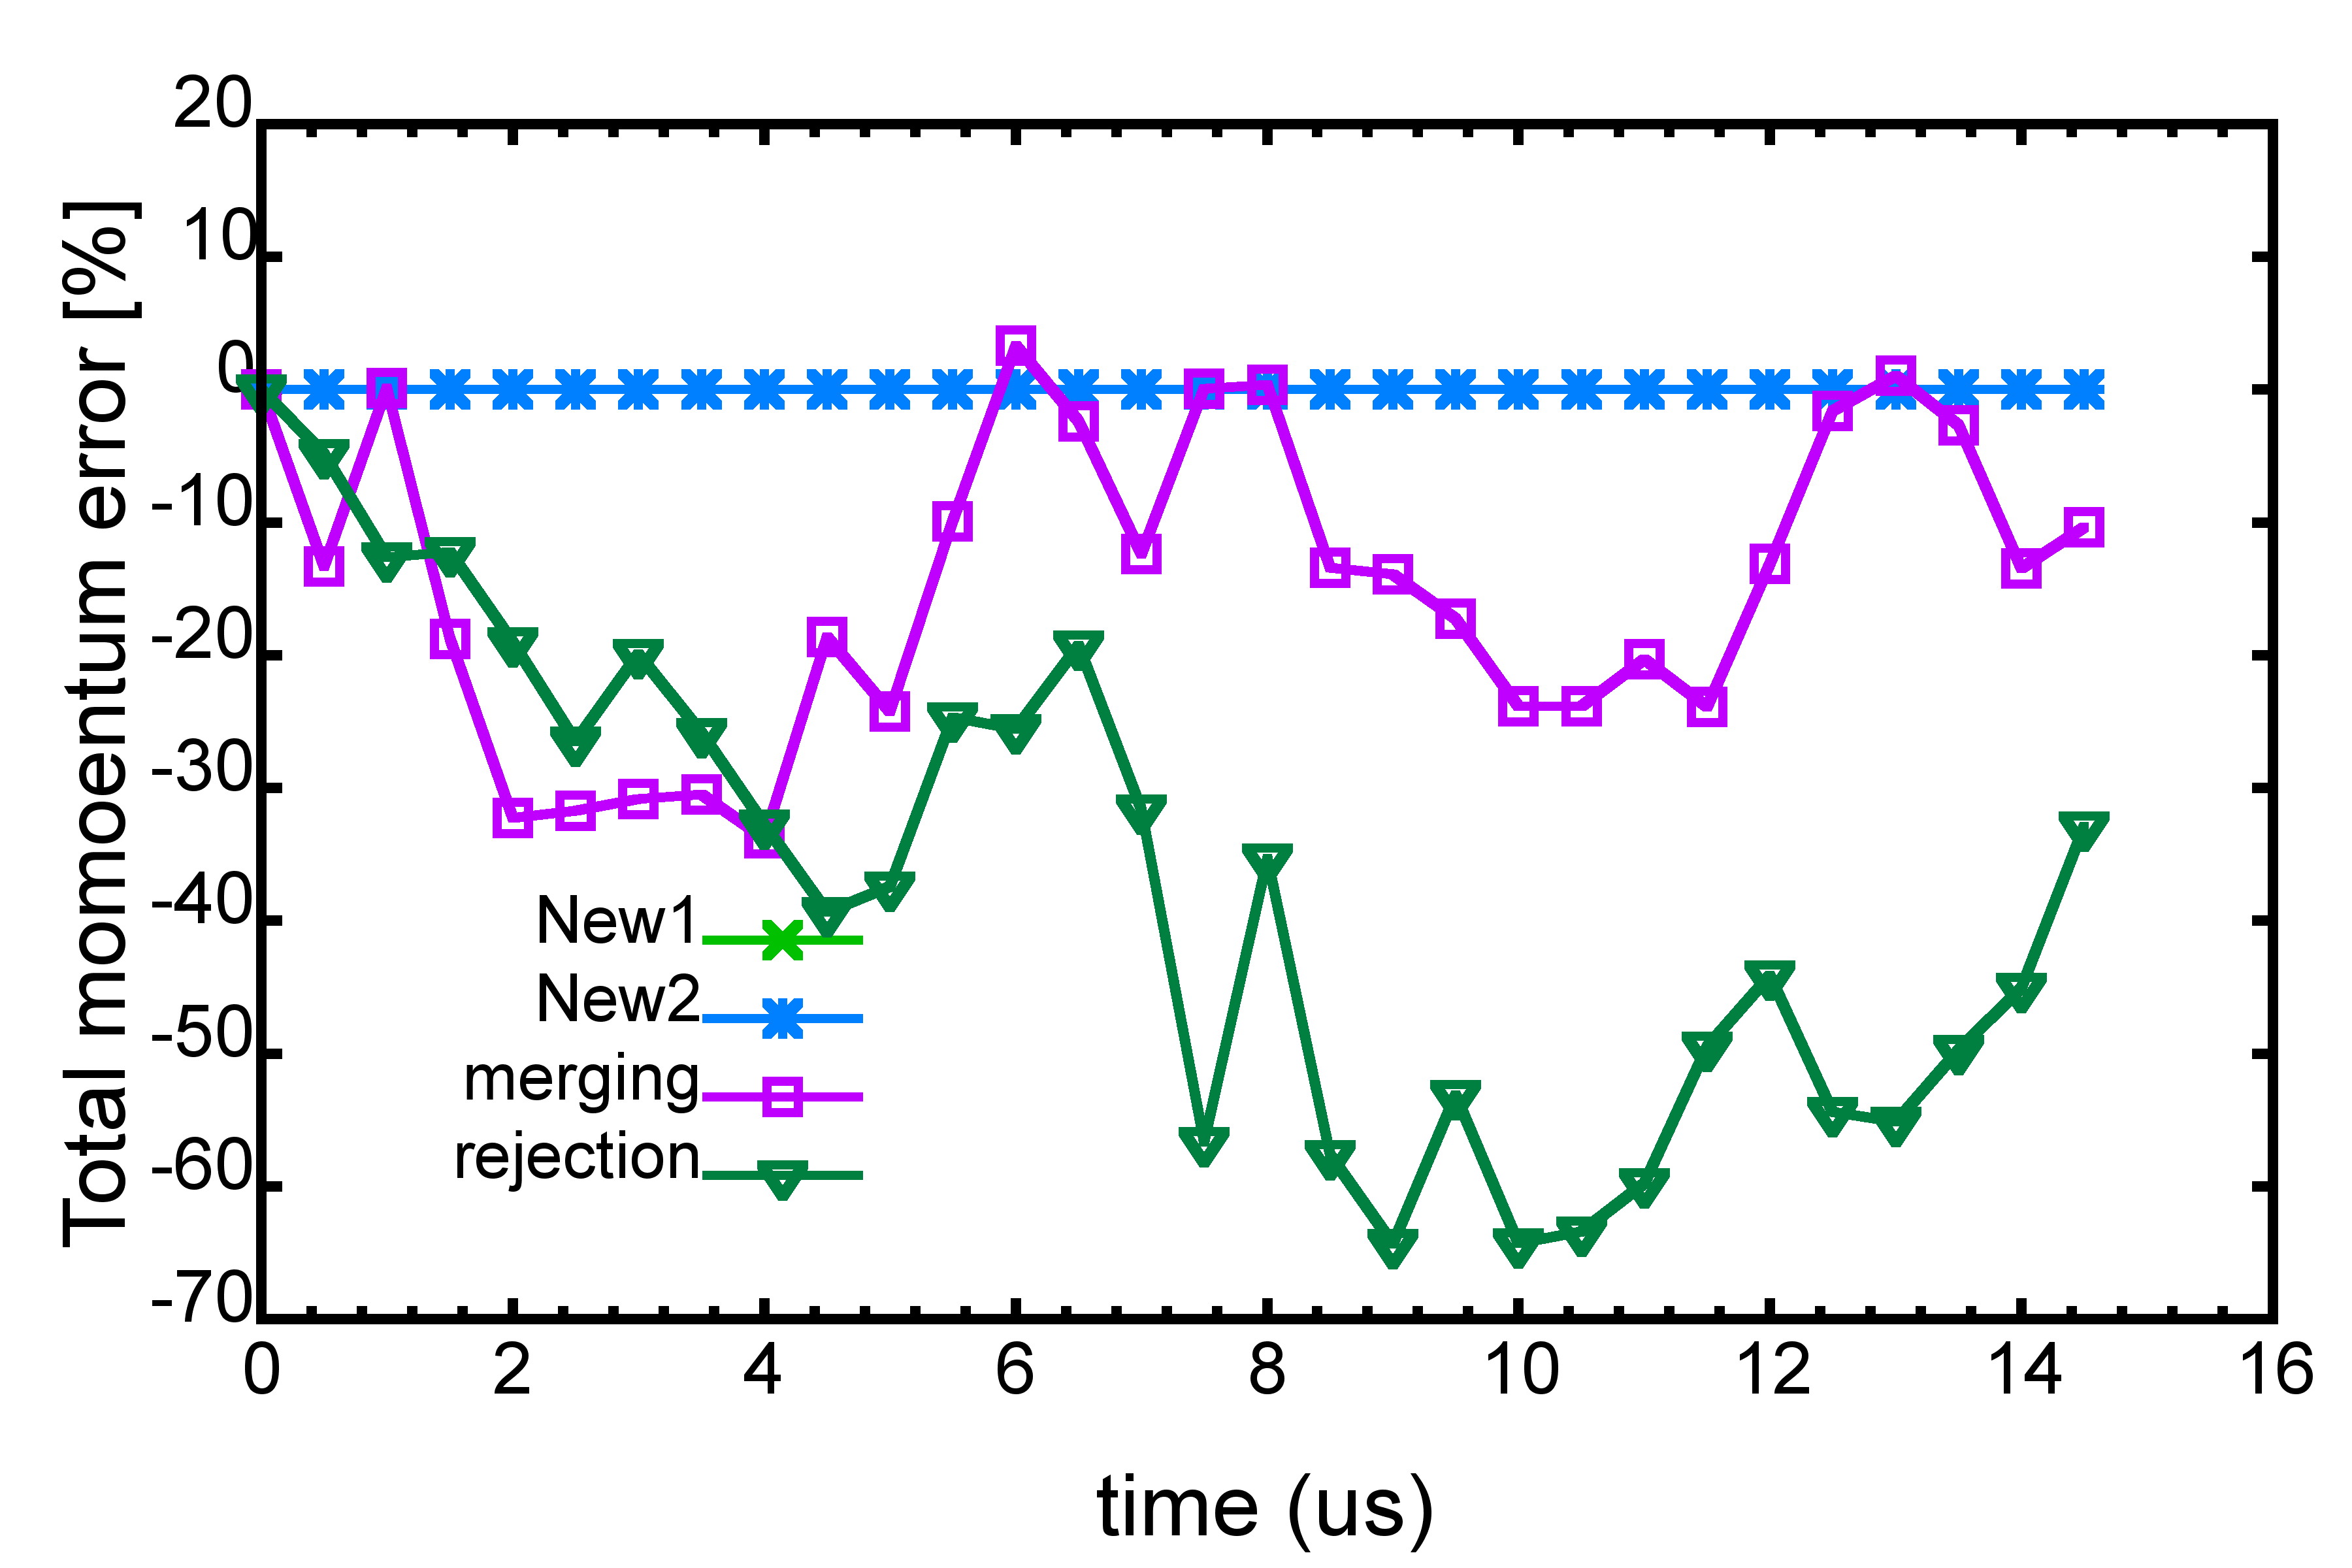 20
10
0
-10
-20
-30
-40
-50
-60
-70
Total momoentum error [%]
New1
New2
merging
rejection
0 2 4 6 8 10 12 14 16
time (us)